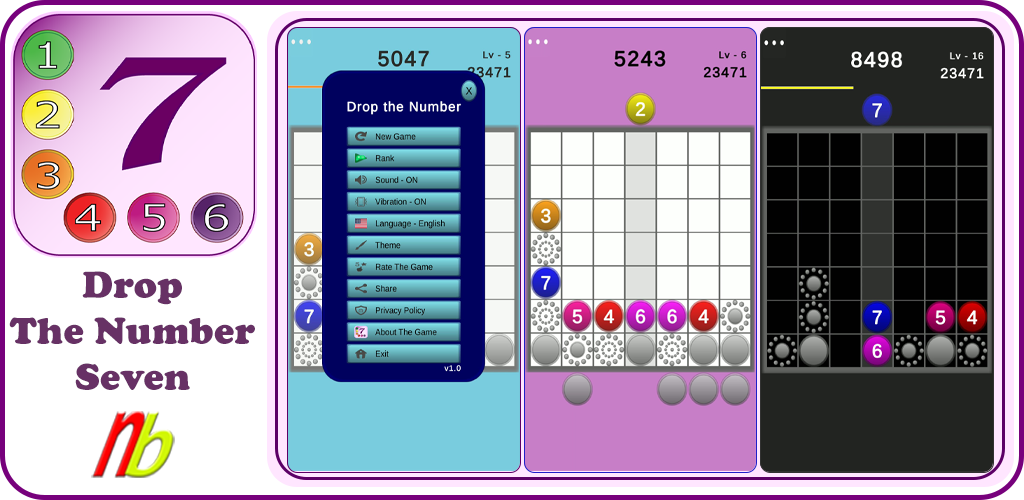 1
2
3
4 5 6
7
Drop
The Number
Seven
nb
5047
Lv - 5
23471
X
Drop the Number
New Game
Rank
Sound - ON
Vibration - ON
Language - English
Theme
Rate The Game
Share
Privacy Policy
About The Game
Exit
v1.0
3
7
5243
Lv - 6
23471
2
3
7
5 4 6 6 4
8498
Lv - 16
23471
7
7 5 4
6